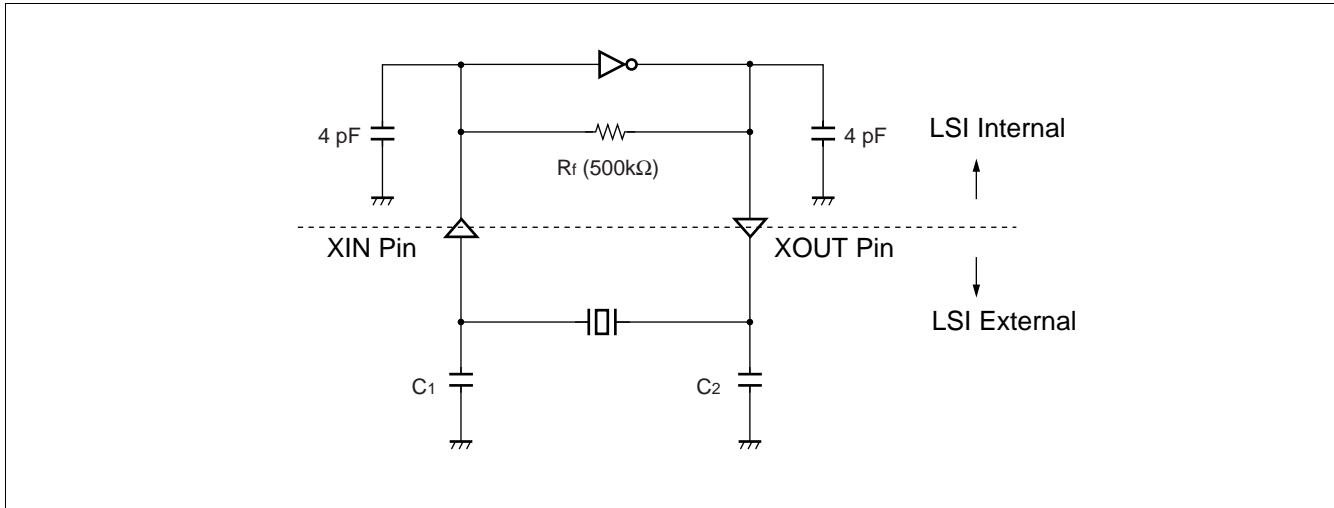 4 pF
Rf (500kΩ)
4 pF
LSI Internal
XIN Pin
XOUT Pin
LSI External
C1
C2